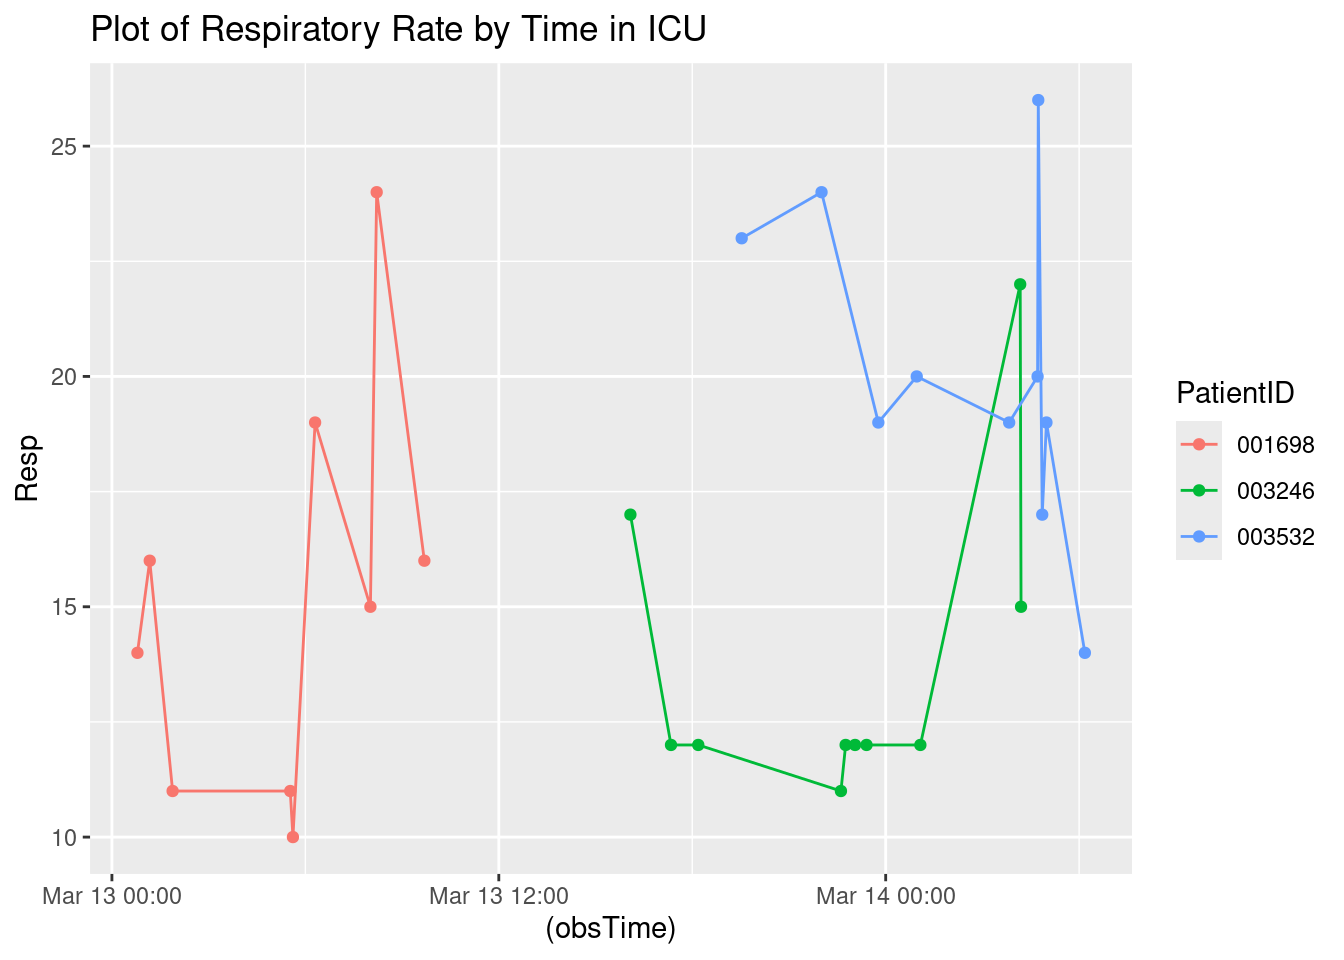 Plot of Respiratory Rate by Time in ICU
25
20
15
10
Resp
Mar 13 00:00
Mar 13 12:00
Mar 14 00:00
(obsTime)
PatientID
001698
003246
003532